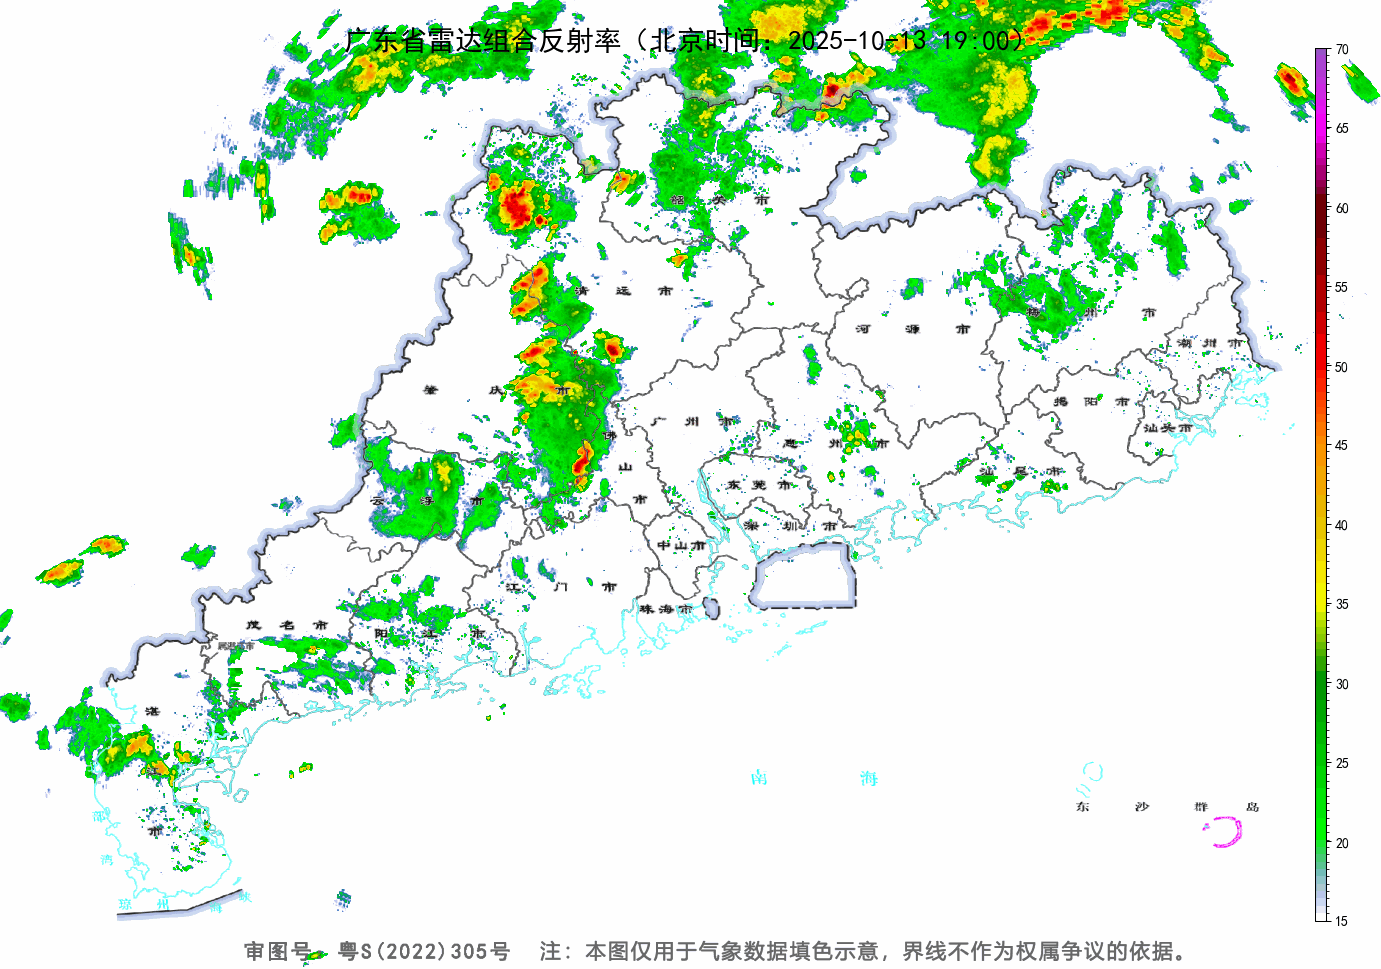 广东省雷达组合反射率（北京时间：2025-10-13 19:00）
70
65
60
55
50
45
40
35
30
25
20
15
韶关市
清远市
河源市
梅州市
潮州市
肇庆市
广州市
佛山市
惠州市
揭阳市
汕头市
汕尾市
东莞市
深圳市
云浮市
中山市
江门市
珠海市
茂名市
阳江市
湛江市
南海
东沙群岛
琼州海峡
审图号：粤S(2022)305号 注：本图仅用于气象数据填色示意，界线不作为权属争议的依据。